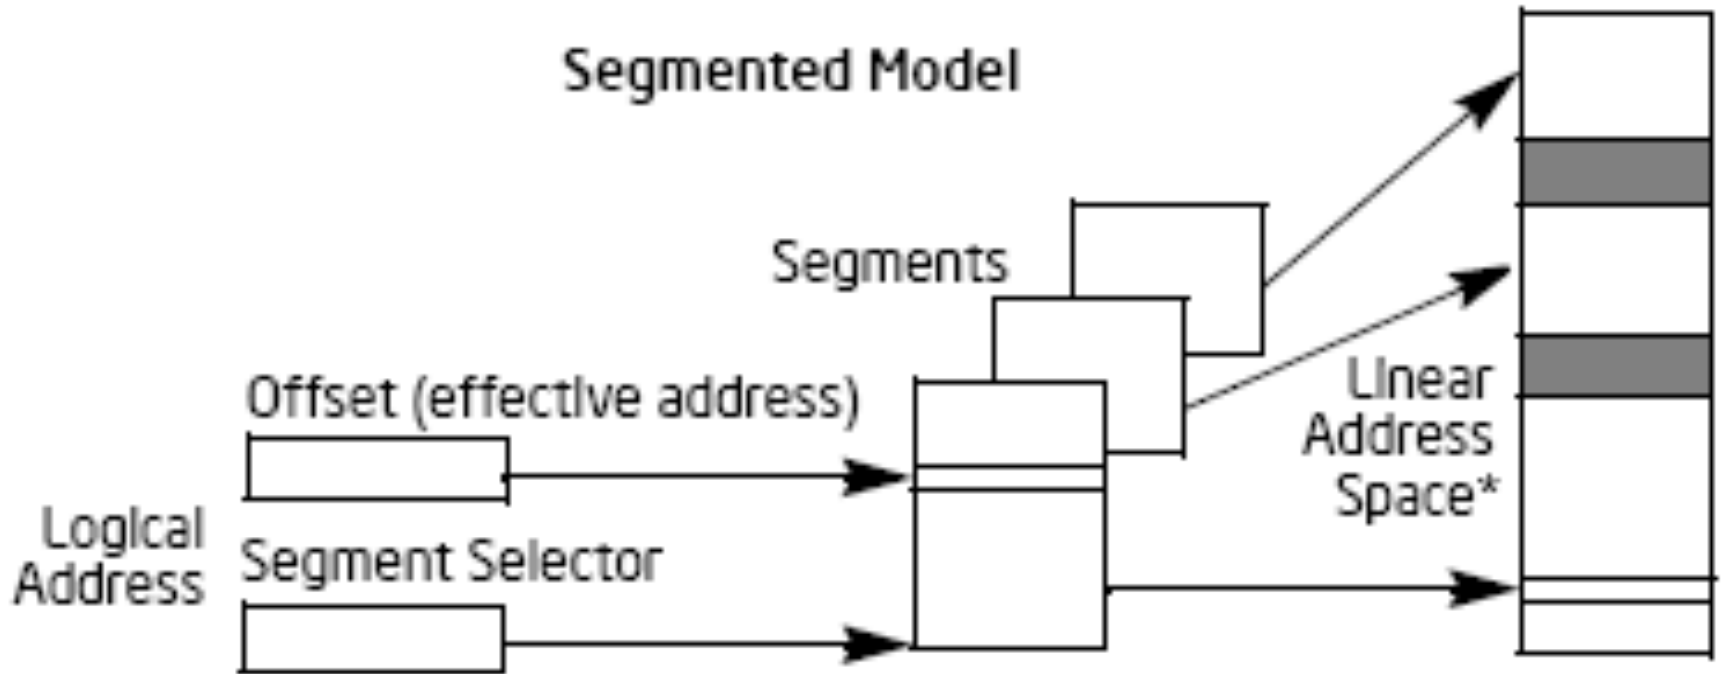 Segmented Model
Segments
Offset (effective address)
Linear
Address
Space*
Logical
Address
Segment Selector